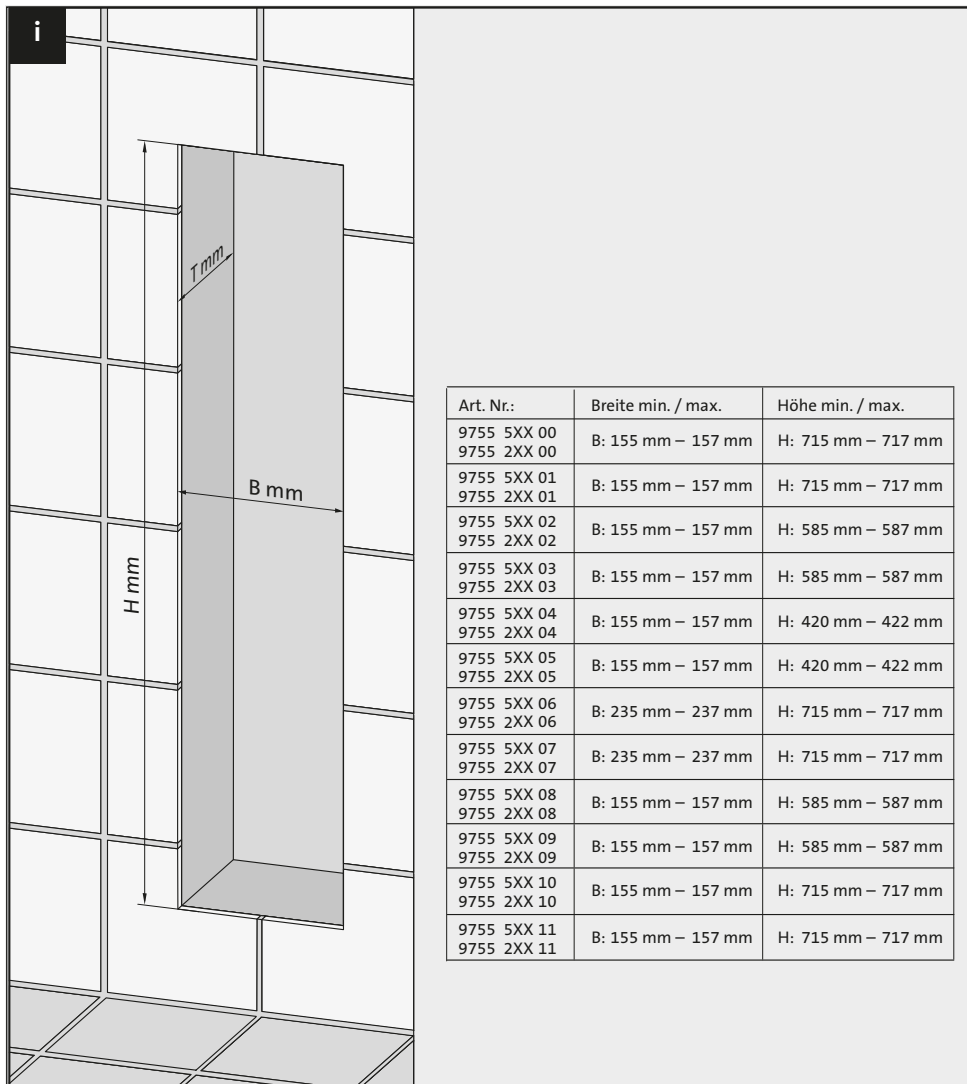 i
T mm
B mm
H mm
Art. Nr.: Breite min. / max. Höhe min. / max.
9755 5XX 00
9755 2XX 00
B: 155 mm – 157 mm H: 715 mm – 717 mm
9755 5XX 01
9755 2XX 01
B: 155 mm – 157 mm H: 715 mm – 717 mm
9755 5XX 02
9755 2XX 02
B: 155 mm – 157 mm H: 585 mm – 587 mm
9755 5XX 03
9755 2XX 03
B: 155 mm – 157 mm H: 585 mm – 587 mm
9755 5XX 04
9755 2XX 04
B: 155 mm – 157 mm H: 420 mm – 422 mm
9755 5XX 05
9755 2XX 05
B: 155 mm – 157 mm H: 420 mm – 422 mm
9755 5XX 06
9755 2XX 06
B: 235 mm – 237 mm H: 715 mm – 717 mm
9755 5XX 07
9755 2XX 07
B: 235 mm – 237 mm H: 715 mm – 717 mm
9755 5XX 08
9755 2XX 08
B: 155 mm – 157 mm H: 585 mm – 587 mm
9755 5XX 09
9755 2XX 09
B: 155 mm – 157 mm H: 585 mm – 587 mm
9755 5XX 10
9755 2XX 10
B: 155 mm – 157 mm H: 715 mm – 717 mm
9755 5XX 11
9755 2XX 11
B: 155 mm – 157 mm H: 715 mm – 717 mm